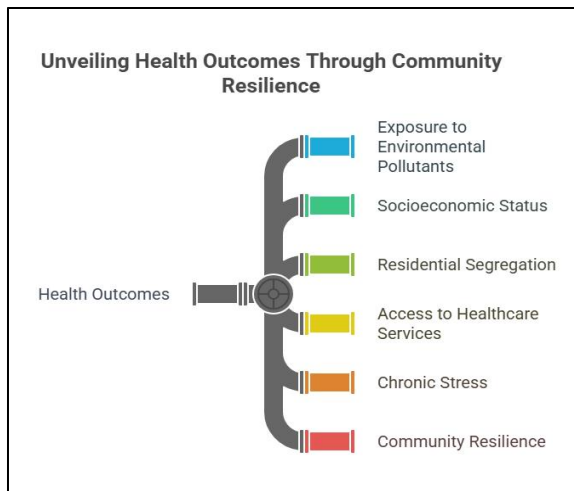 Unveiling Health Outcomes Through Community
Resilience
Exposure to
Environmental
Pollutants
Socioeconomic Status
Residential Segregation
Health Outcomes
Access to Healthcare
Services
Chronic Stress
Community Resilience